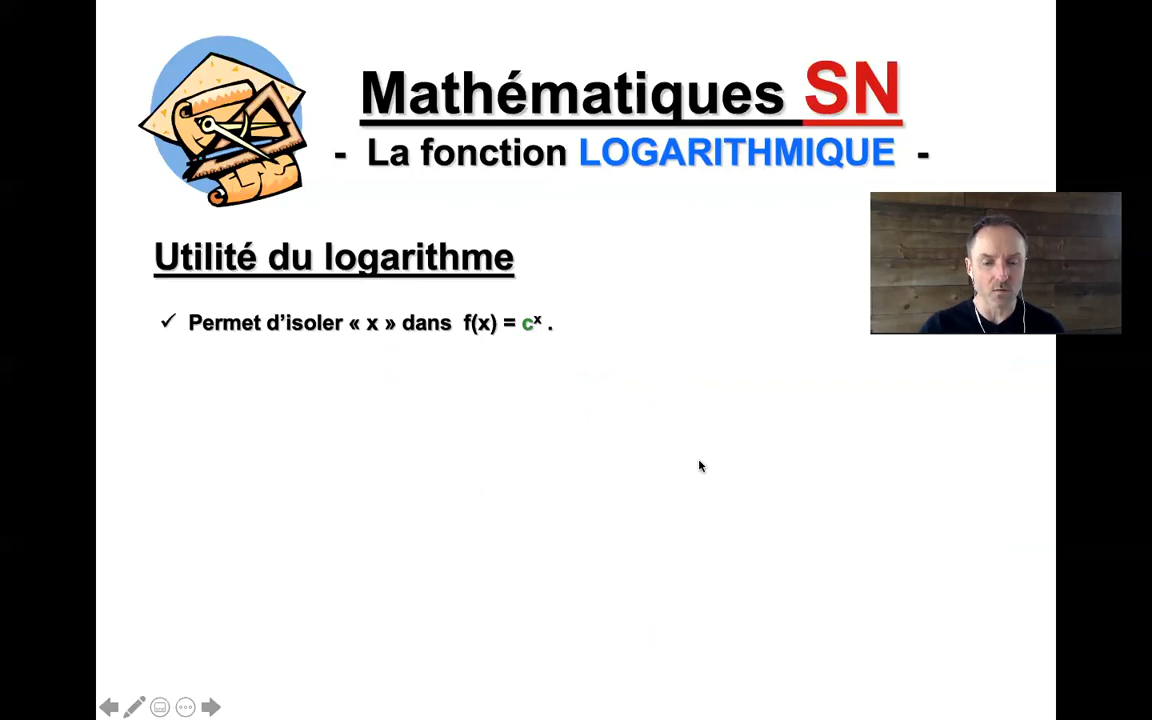 Mathématiques SN
- La fonction LOGARITHMIQUE -
Utilité du logarithme
✓ Permet d’isoler « x » dans f(x) = cˣ .